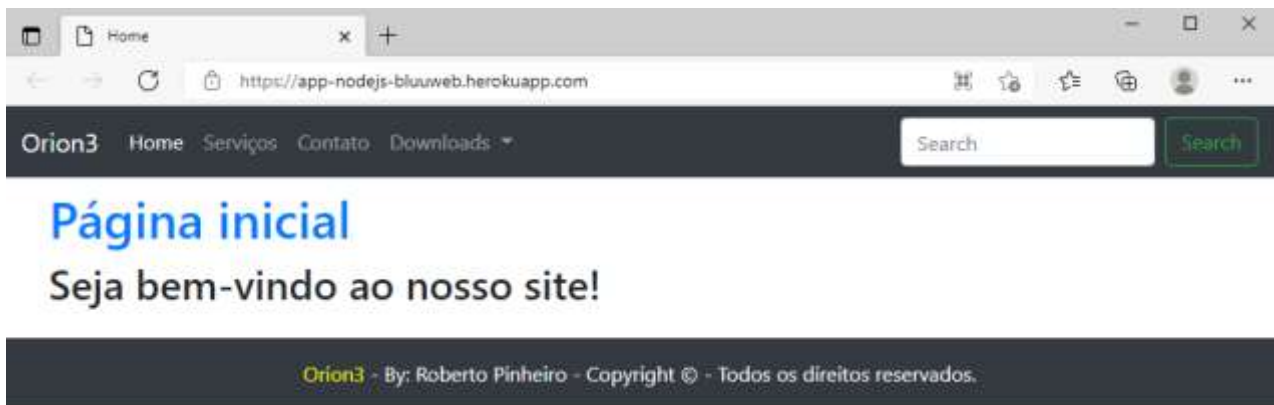 Home
https://app-nodejs-bluuweb.herokuapp.com
Orion3 Home Serviços Contato Downloads Search Search
Página inicial
Seja bem-vindo ao nosso site!
Orion3 - By: Roberto Pinheiro - Copyright © - Todos os direitos reservados.